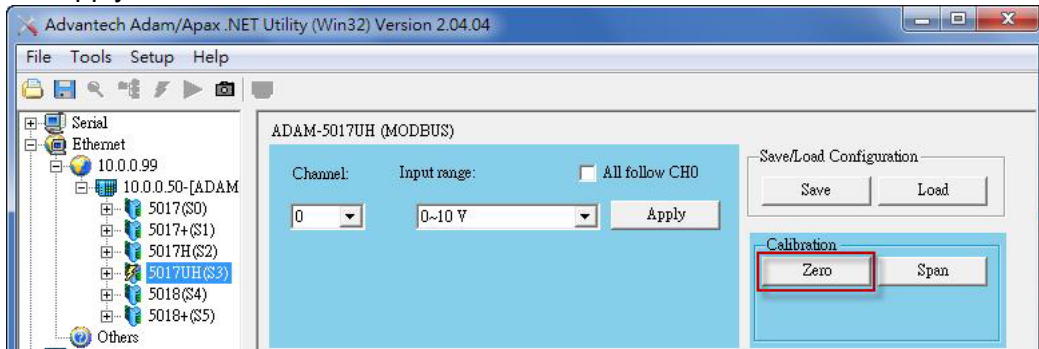 Advantech Adam/Apax .NET Utility (Win32) Version 2.04.04
File Tools Setup Help
Serial
Ethernet
10.0.0.99
10.0.0.50-[ADAM
5017(S0)
5017+(S1)
5017H(S2)
5017UH(S3)
5018(S4)
5018+(S5)
Others
ADAM-5017UH (MODBUS)
Channel: Input range: All follow CH0
0 0~10 V Apply
Save/Load Configuration
Save Load
Calibration
Zero Span